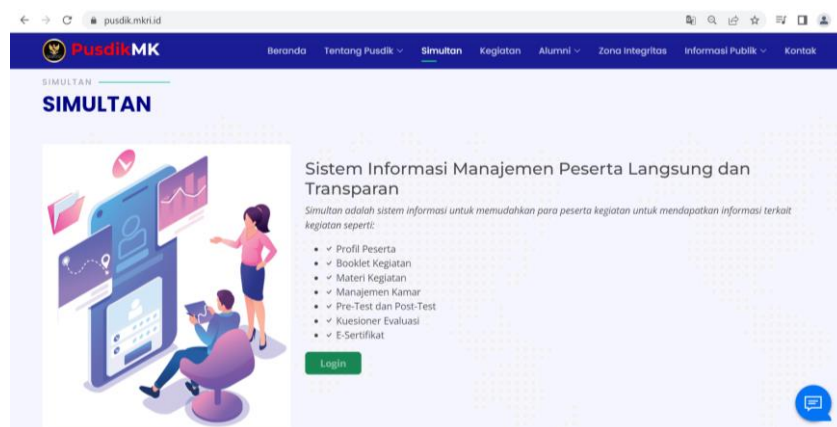 pusdik.mkri.id
PusdikMK
Beranda Tentang Pusdik Simultan Kegiatan Alumni Zona Integritas Informasi Publik Kontak
SIMULTAN
SIMULTAN
Sistem Informasi Manajemen Peserta Langsung dan
Transparan
Simultan adalah sistem informasi untuk memudahkan para peserta kegiatan untuk mendapatkan informasi terkait
kegiatan seperti:
Profil Peserta
Booklet Kegiatan
Materi Kegiatan
Manajemen Kamar
Pre-Test dan Post-Test
Kuesioner Evaluasi
E-Sertifikat
Login